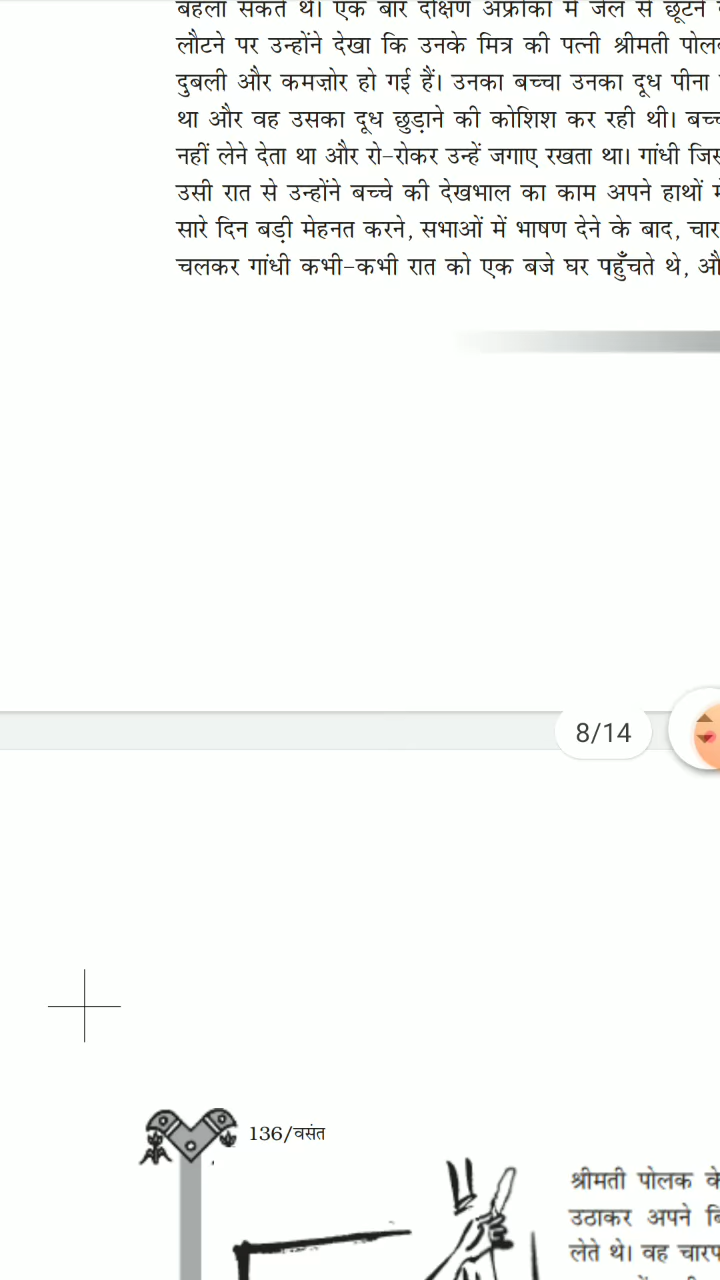 बहला सकते थे। एक बार दक्षिण अफ्रीका में जेल से छूटने
लौटने पर उन्होंने देखा कि उनके मित्र की पत्नी श्रीमती
दुबली और कमज़ोर हो गई हैं। उनका बच्चा उनका दूध पीना
था और वह उसका दूध छुड़ाने की कोशिश कर रही थी।
नहीं लेने देता था और रो-रोकर उन्हें जगाए रखता था। गांधी
उसी रात से उन्होंने बच्चे की देखभाल का काम अपने हाथों
सारे दिन बड़ी मेहनत करने, सभाओं में भाषण देने के बाद, चार
चलकर गांधी कभी-कभी रात को एक बजे घर पहुँचते थे,
8/14
136/वसंत
श्रीमती पोलक के
उठाकर अपने
लेते थे। वह